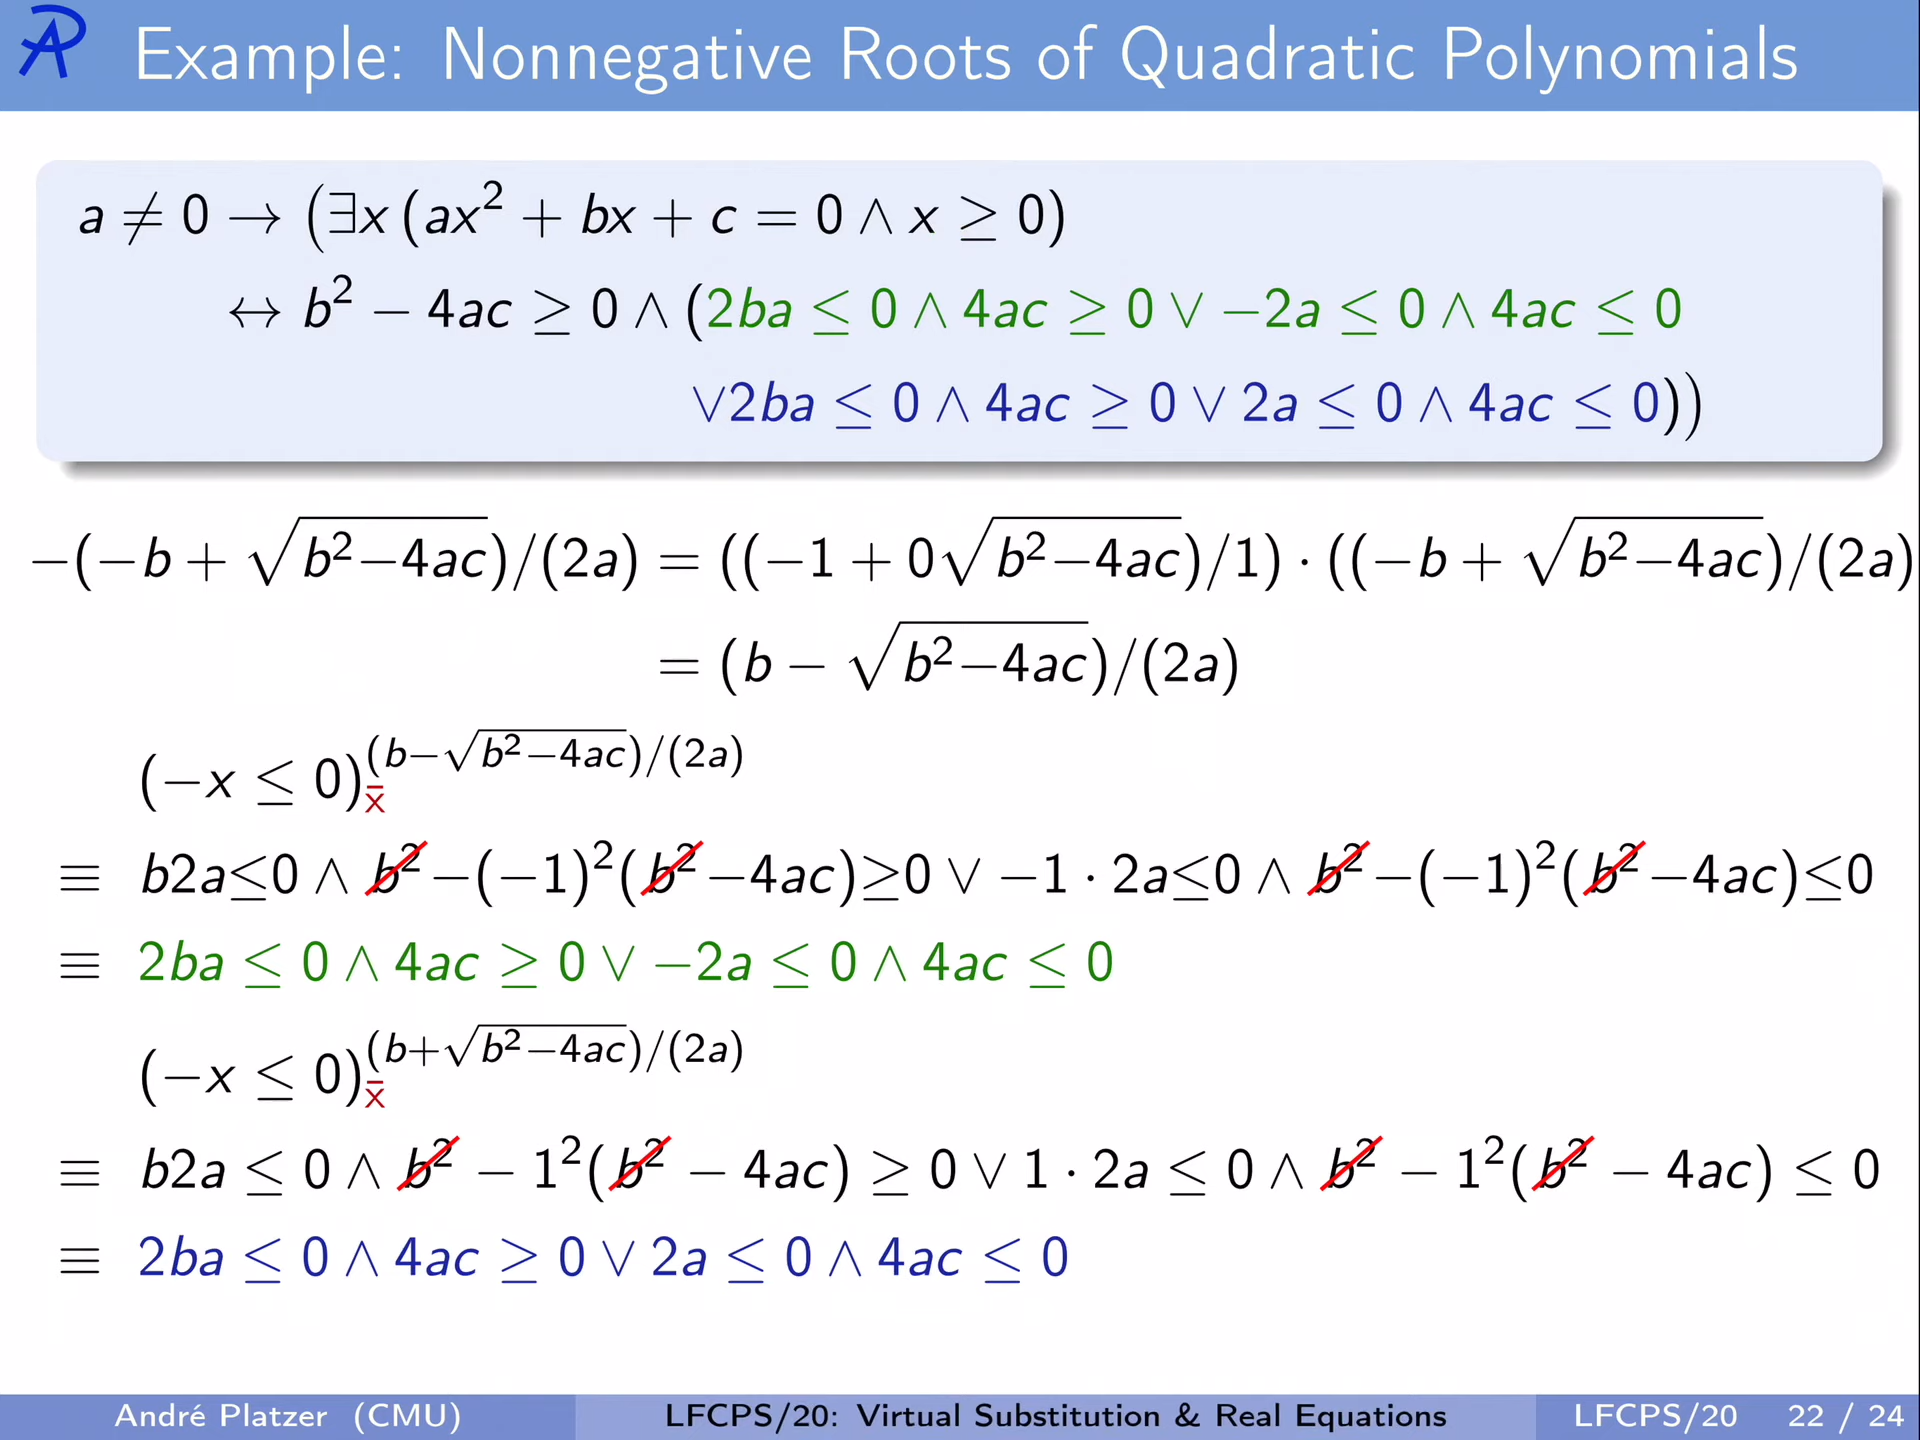 Example: Nonnegative Roots of Quadratic Polynomials
a ≠ 0 → (∃x (ax² + bx + c = 0 ∧ x ≥ 0)
↔ b² − 4ac ≥ 0 ∧ (2ba ≤ 0 ∧ 4ac ≥ 0 ∨ −2a ≤ 0 ∧ 4ac ≤ 0
∨2ba ≤ 0 ∧ 4ac ≥ 0 ∨ 2a ≤ 0 ∧ 4ac ≤ 0))
−(−b + √(b²−4ac))/(2a) = ((−1 + 0√(b²−4ac))/1) · ((−b + √(b²−4ac))/(2a)
= (b − √(b²−4ac))/(2a)
(−x ≤ 0)_x̄^(b−√(b²−4ac))/(2a)
≡ b2a≤0 ∧ b²−(−1)²(b²−4ac)≥0 ∨ −1 · 2a≤0 ∧ b²−(−1)²(b²−4ac)≤0
≡ 2ba ≤ 0 ∧ 4ac ≥ 0 ∨ −2a ≤ 0 ∧ 4ac ≤ 0
(−x ≤ 0)_x̄^(b+√(b²−4ac))/(2a)
≡ b2a ≤ 0 ∧ b² − 1²(b² − 4ac) ≥ 0 ∨ 1 · 2a ≤ 0 ∧ b² − 1²(b² − 4ac) ≤ 0
≡ 2ba ≤ 0 ∧ 4ac ≥ 0 ∨ 2a ≤ 0 ∧ 4ac ≤ 0
André Platzer (CMU) LFCPS/20: Virtual Substitution & Real Equations LFCPS/20 22 / 24